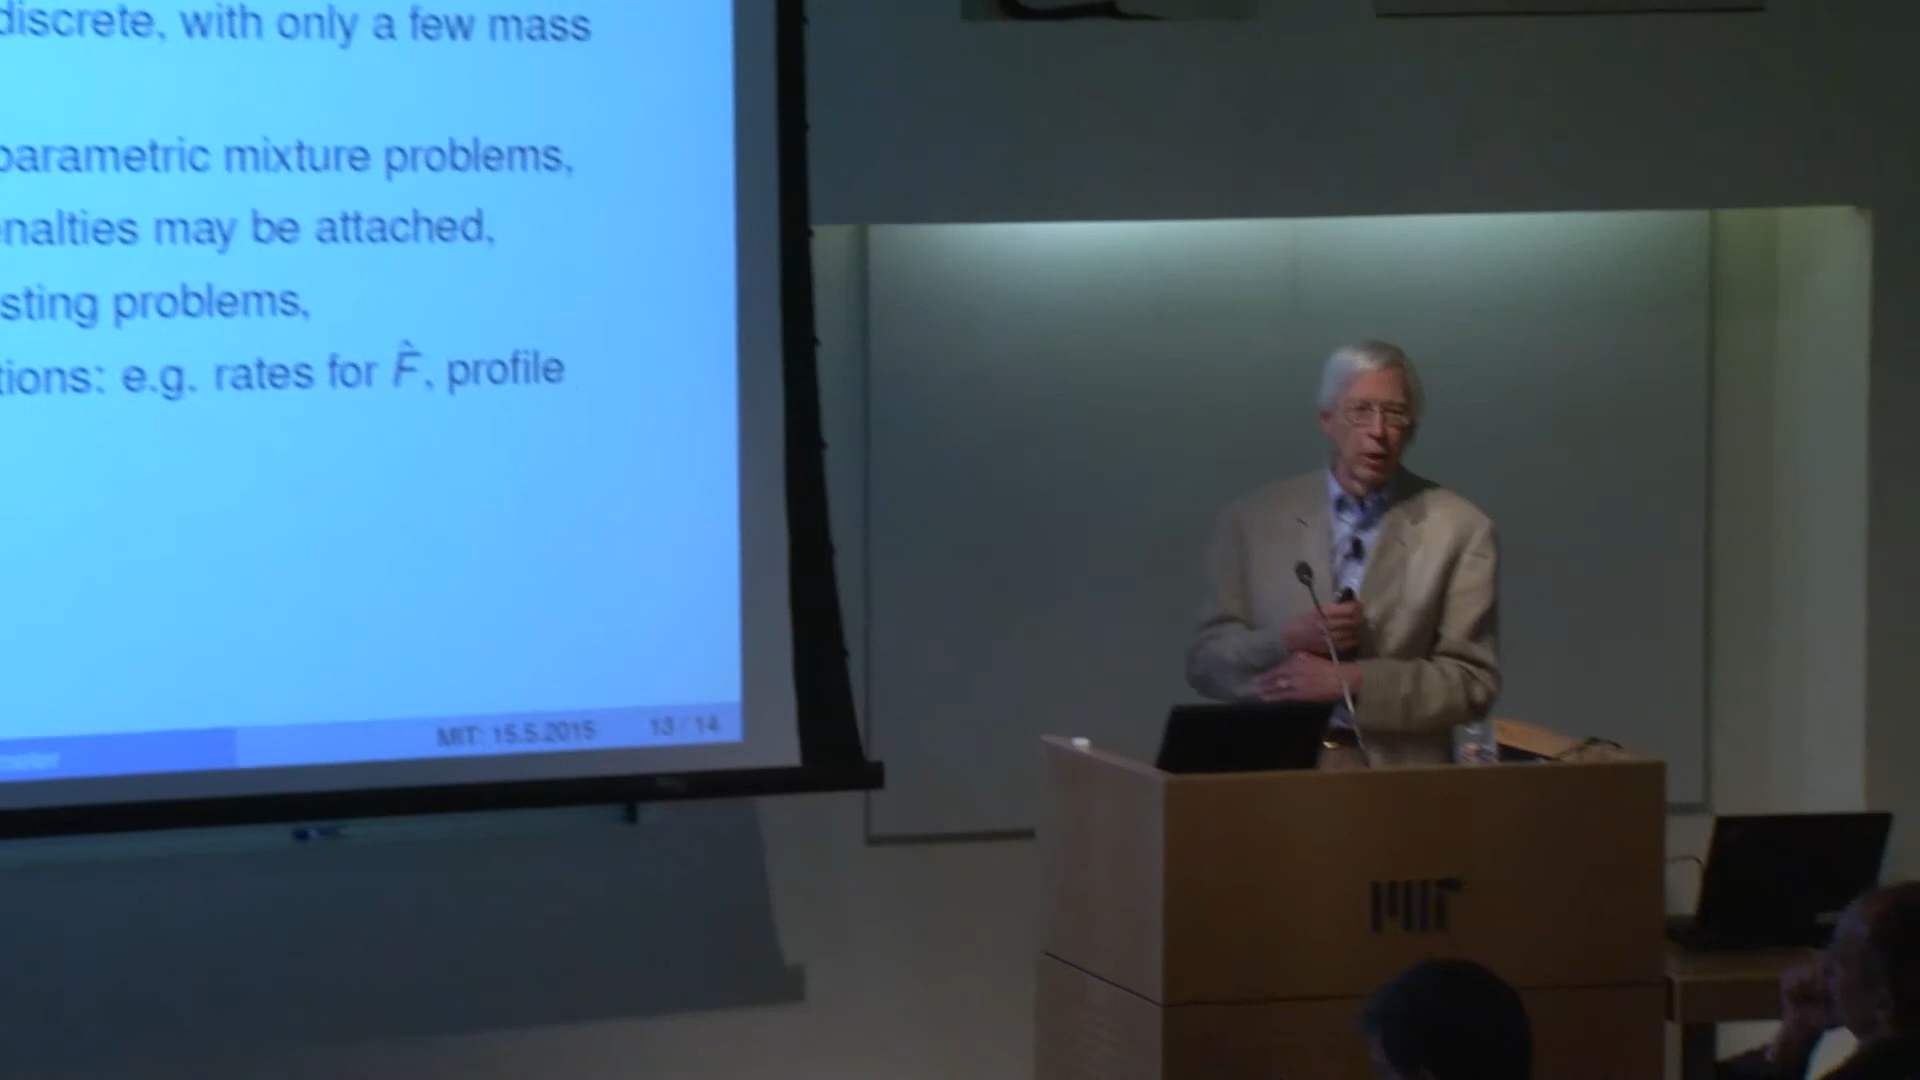 discrete, with only a few mass
parametric mixture problems,
enalties may be attached,
sting problems,
tions: e.g. rates for F̂, profile
MIT: 15.5.2015 13 / 14
MIT